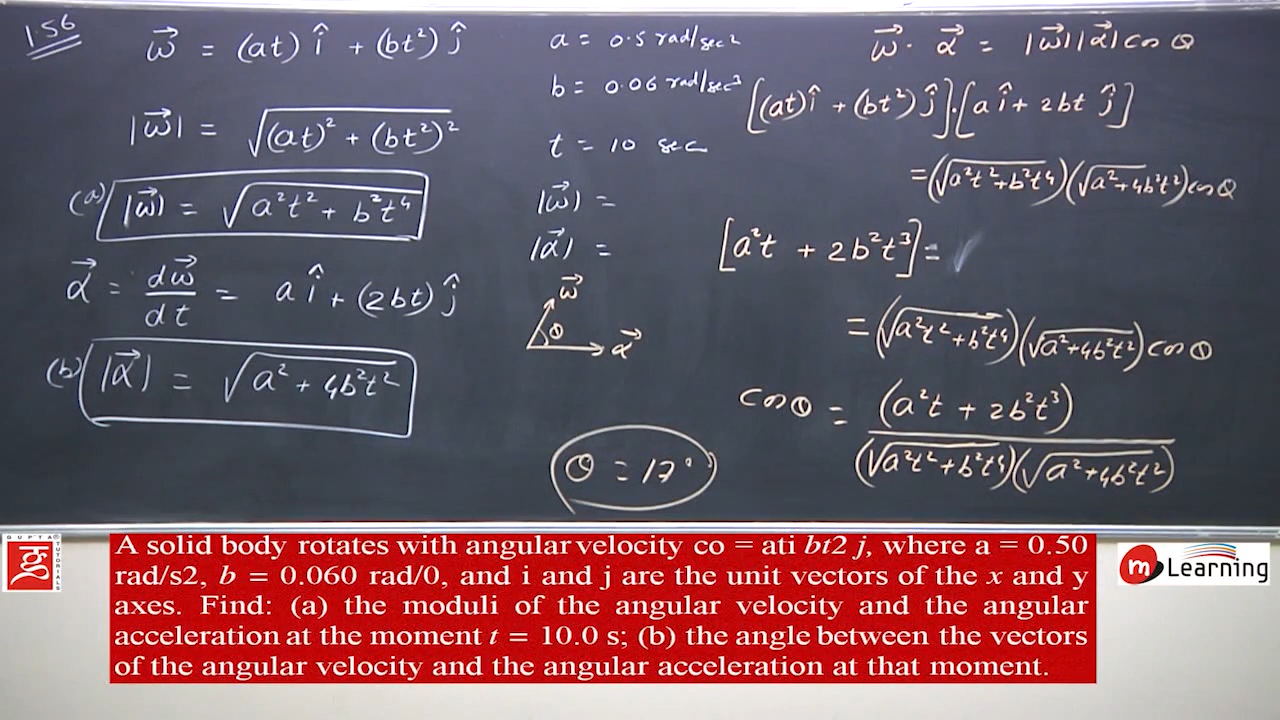 1.56
ω⃗ = (at) î + (bt²) ĵ
|ω⃗| = √(at)² + (bt²)²
(a) |ω⃗| = √a²t² + b²t⁴
α⃗ = dω⃗/dt = a î + (2bt) ĵ
(b) |α⃗| = √a² + 4b²t²
a = 0.5 rad/sec²
b = 0.06 rad/sec³
t = 10 sec
|ω⃗| =
|α⃗| =
ω⃗
θ
α⃗
θ = 17°
ω⃗ · α⃗ = |ω⃗||α⃗| cos θ
[(at)î + (bt²)ĵ]·[a î + 2bt ĵ]
= (√a²t²+b²t⁴)(√a²+4b²t²) cos θ
[a²t + 2b²t³] =
= (√a²t²+b²t⁴)(√a²+4b²t²) cos θ
cos θ = (a²t + 2b²t³)
(√a²t²+b²t⁴)(√a²+4b²t²)
GUPTA
TUTORIALS
A solid body rotates with angular velocity co = ati bt2 j, where a = 0.50
rad/s2, b = 0.060 rad/0, and i and j are the unit vectors of the x and y
axes. Find: (a) the moduli of the angular velocity and the angular
acceleration at the moment t = 10.0 s; (b) the angle between the vectors
of the angular velocity and the angular acceleration at that moment.
m Learning